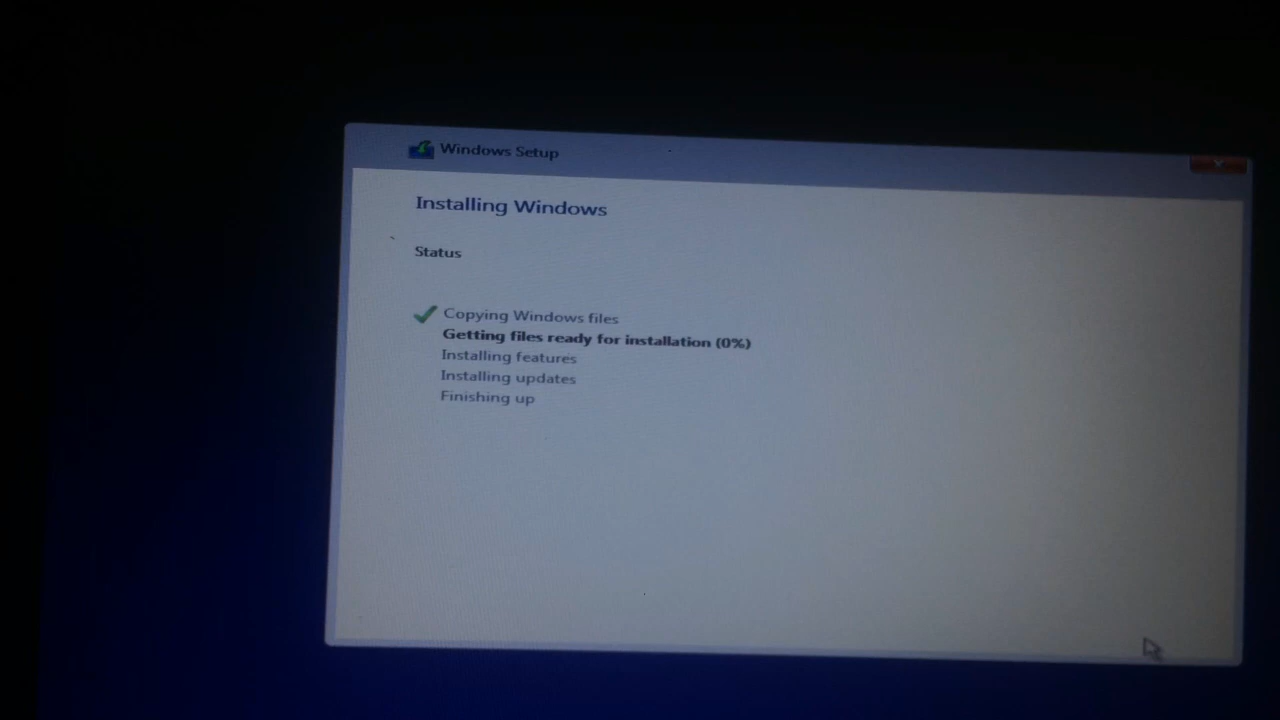 Windows Setup
Installing Windows
Status
Copying Windows files
Getting files ready for installation (0%)
Installing features
Installing updates
Finishing up